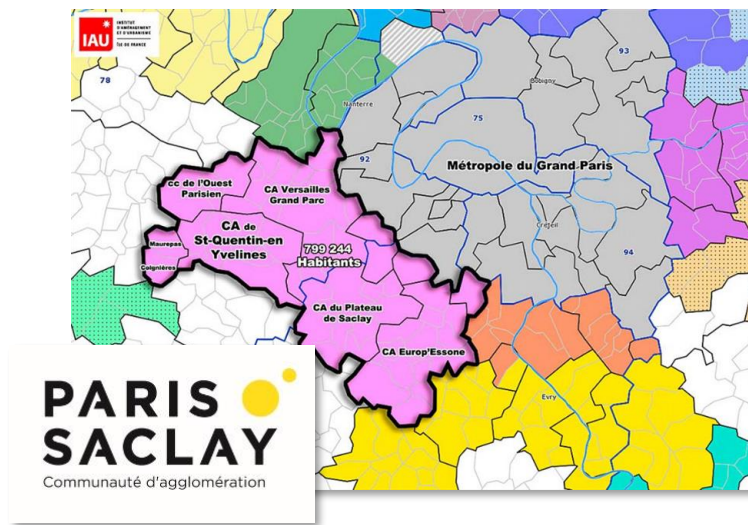 IAU
INSTITUT
D'AMÉNAGEMENT
ET D'URBANISME
ÎLE DE FRANCE
78
93
Bobigny
Nanterre
75
92
Métropole du Grand Paris
cc de l'Ouest
Parisien
CA Versailles
Grand Parc
CA de
St-Quentin-en
Yvelines
Maurepas
Coignières
799 244
Habitants
Créteil
94
CA du Plateau
de Saclay
CA Europ'Essonne
Evry
PARIS
SACLAY
Communauté d'agglomération